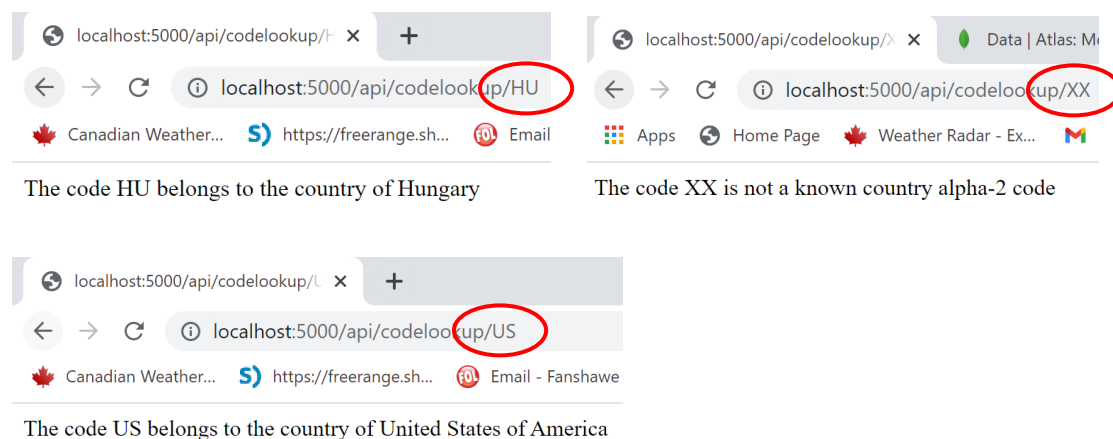 localhost:5000/api/codelookup/H
localhost:5000/api/codelookup/HU
Canadian Weather... https://freerange.sh... FOL Email
The code HU belongs to the country of Hungary
localhost:5000/api/codelookup/X Data | Atlas: Mo
localhost:5000/api/codelookup/XX
Apps Home Page Weather Radar - Ex...
The code XX is not a known country alpha-2 code
localhost:5000/api/codelookup/U
localhost:5000/api/codelookup/US
Canadian Weather... https://freerange.sh... FOL Email - Fanshawe
The code US belongs to the country of United States of America